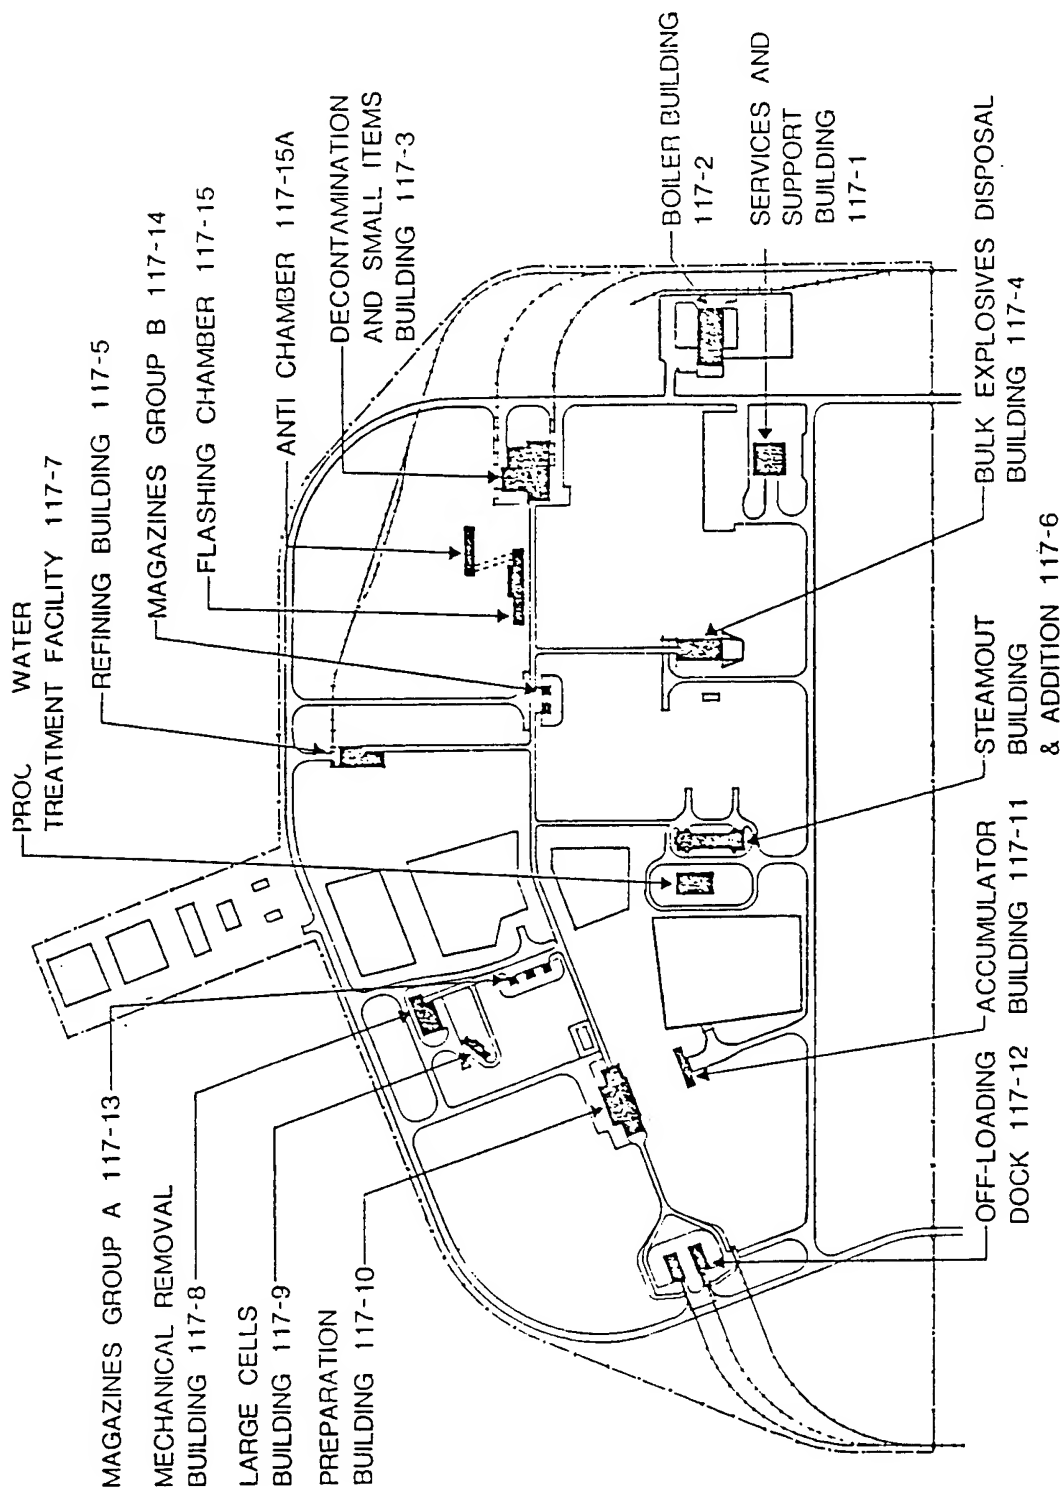 MAGAZINES GROUP A 117-13
MECHANICAL REMOVAL
BUILDING 117-8
LARGE CELLS
BUILDING 117-9
PREPARATION
BUILDING 117-10
WATER
TREATMENT FACILITY 117-7
REFINING BUILDING 117-5
MAGAZINES GROUP B 117-14
FLASHING CHAMBER 117-15
ANTI CHAMBER 117-15A
DECONTAMINATION
AND SMALL ITEMS
BUILDING 117-3
BOILER BUILDING
117-2
SERVICES AND
SUPPORT
BUILDING
117-1
BULK EXPLOSIVES DISPOSAL
BUILDING 117-4
STEAMOUT
BUILDING
& ADDITION 117-6
ACCUMULATOR
BUILDING 117-11
OFF-LOADING
DOCK 117-12